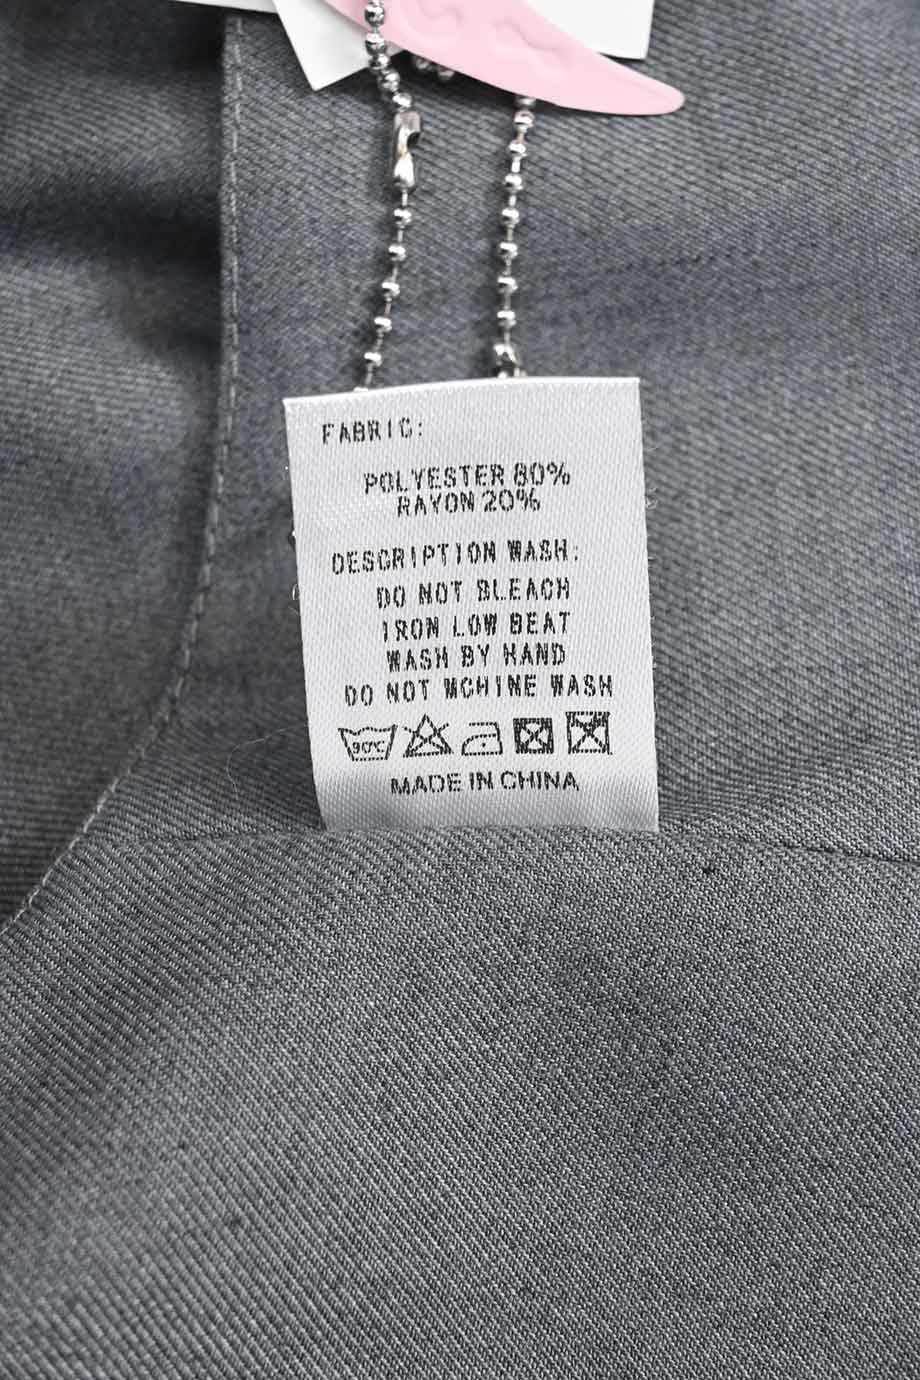 FABRIC:
POLYESTER 80%
RAYON 20%
DESCRIPTION WASH:
DO NOT BLEACH
IRON LOW BEAT
WASH BY HAND
DO NOT MCHINE WASH
90℃
MADE IN CHINA